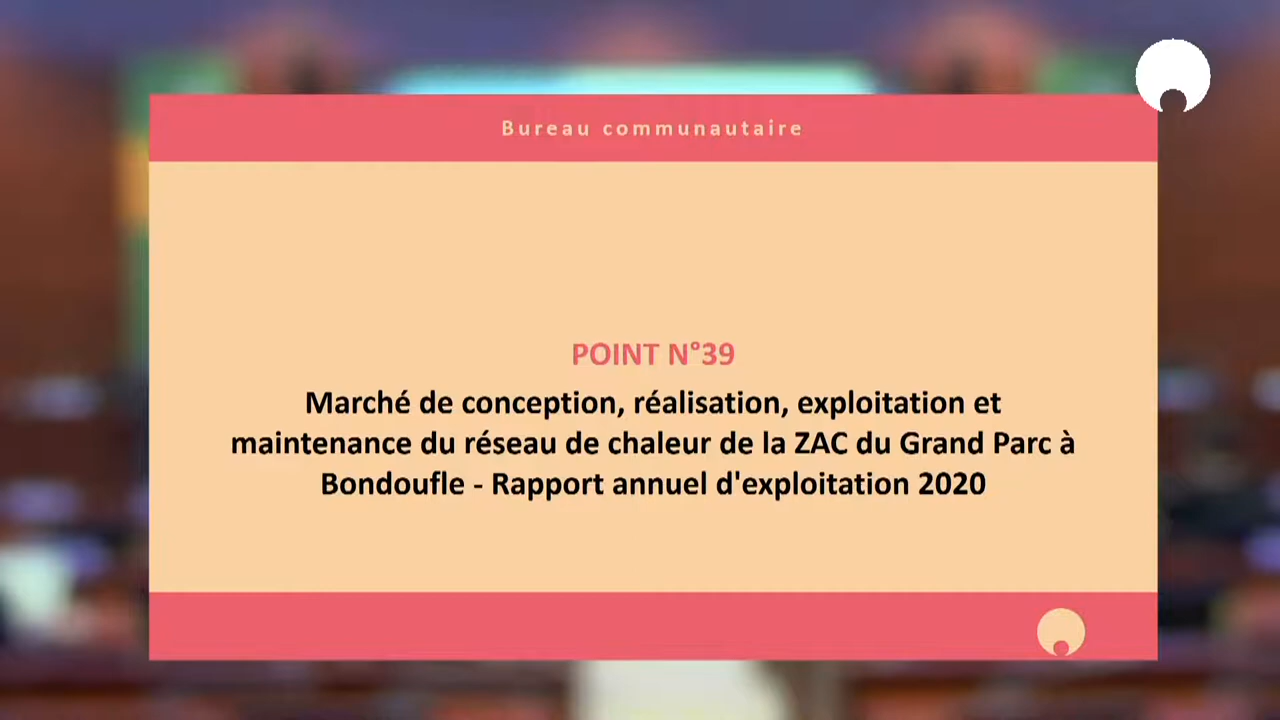 Bureau communautaire
POINT N°39
Marché de conception, réalisation, exploitation et
maintenance du réseau de chaleur de la ZAC du Grand Parc à
Bondoufle - Rapport annuel d'exploitation 2020